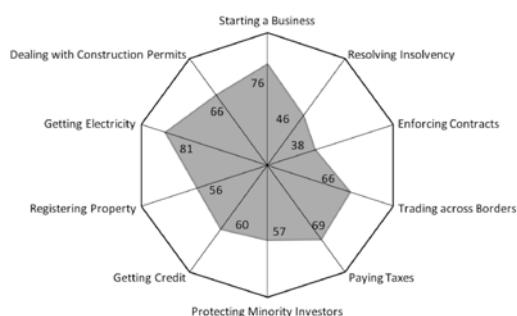 Starting a Business
Dealing with Construction Permits
Resolving Insolvency
Getting Electricity
Enforcing Contracts
Registering Property
Trading across Borders
Getting Credit
Paying Taxes
Protecting Minority Investors
76
66
46
81
38
56
66
60
57
69